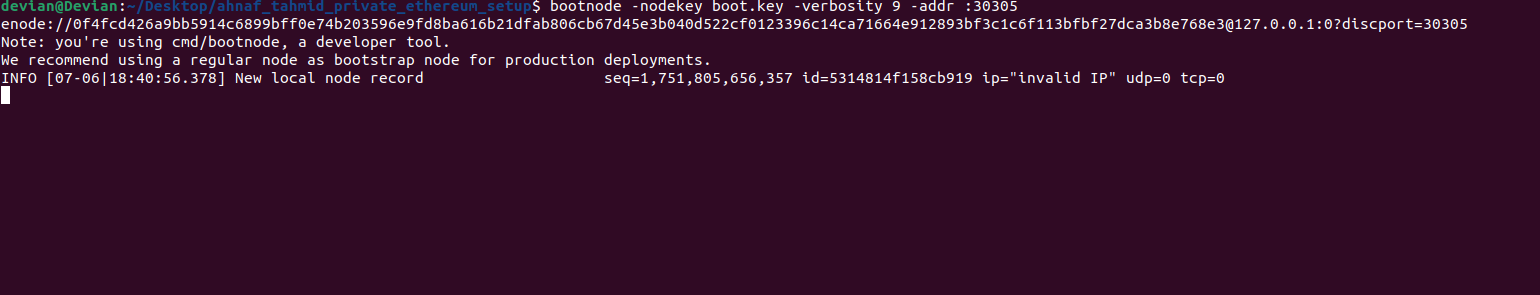 devian@Devian:~/Desktop/ahnaf_tahmid_private_ethereum_setup$ bootnode -nodekey boot.key -verbosity 9 -addr :30305
enode://0f4fcd426a9bb5914c6899bff0e74b203596e9fd8ba616b21dfab806cb67d45e3b040d522cf0123396c14ca71664e912893bf3c1c6f113bfbf27dca3b8e768e3@127.0.0.1:0?discport=30305
Note: you're using cmd/bootnode, a developer tool.
We recommend using a regular node as bootstrap node for production deployments.
INFO [07-06|18:40:56.378] New local node record                    seq=1,751,805,656,357 id=5314814f158cb919 ip="invalid IP" udp=0 tcp=0